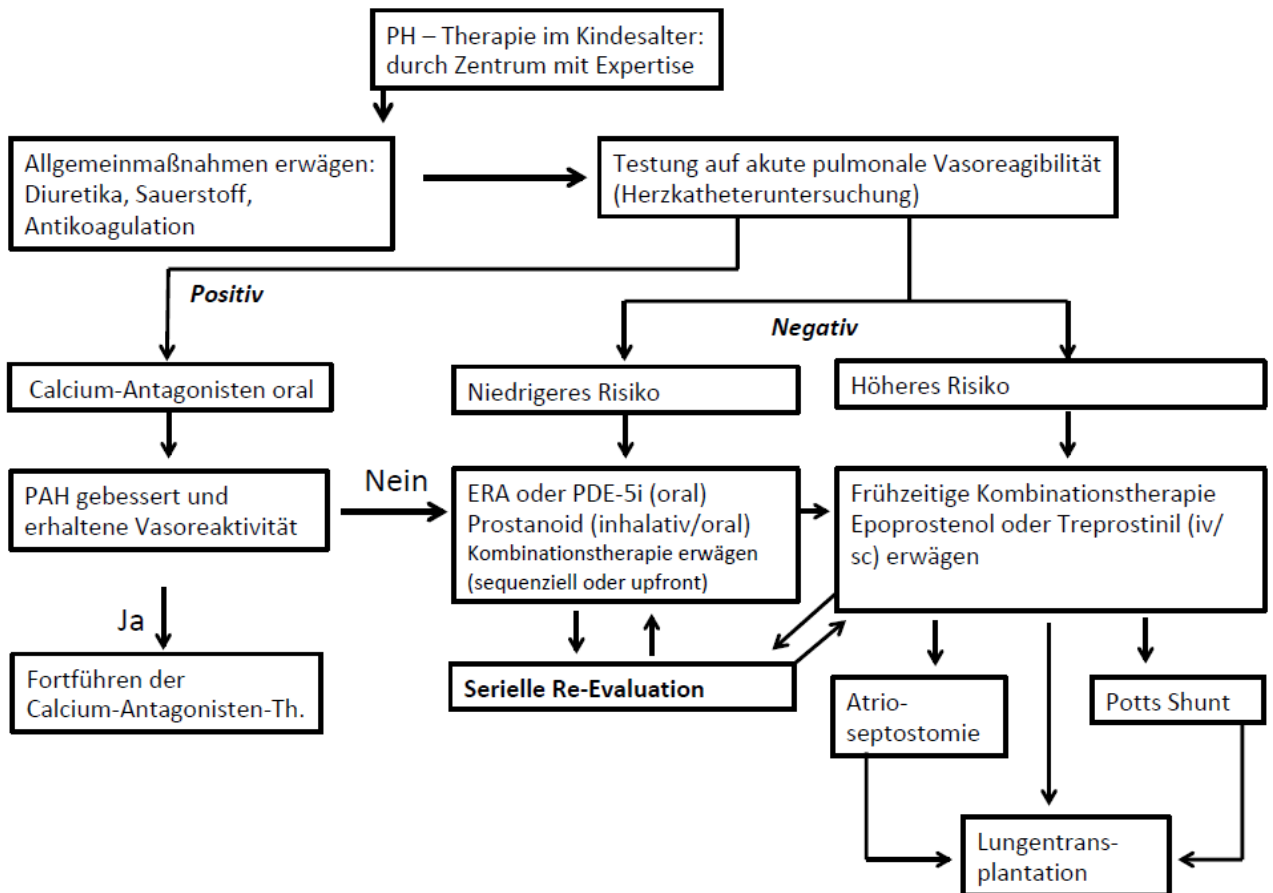 PH – Therapie im Kindesalter:
durch Zentrum mit Expertise
Allgemeinmaßnahmen erwägen:
Diuretika, Sauerstoff,
Antikoagulation
Testung auf akute pulmonale Vasoreagibilität
(Herzkatheteruntersuchung)
Positiv
Negativ
Calcium-Antagonisten oral
Niedrigeres Risiko
Höheres Risiko
PAH gebessert und
erhaltene Vasoreaktivität
Nein
ERA oder PDE-5i (oral)
Prostanoid (inhalativ/oral)
Kombinationstherapie erwägen
(sequenziell oder upfront)
Frühzeitige Kombinationstherapie
Epoprostenol oder Treprostinil (iv/
sc) erwägen
Ja
Fortführen der
Calcium-Antagonisten-Th.
Serielle Re-Evaluation
Atrio-
septostomie
Potts Shunt
Lungentrans-
plantation